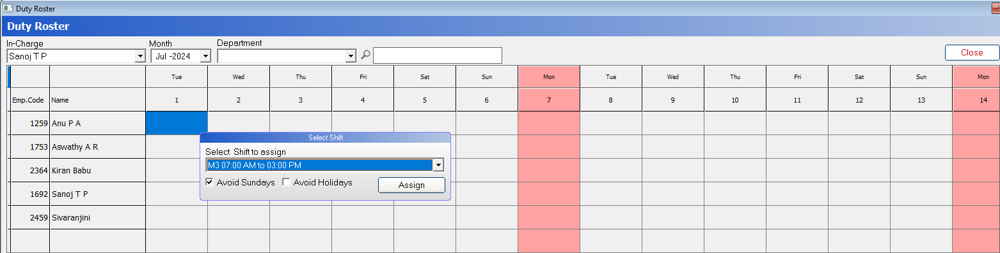 Duty Roster
Duty Roster
In-Charge Month Department
Sanoj T P Jul -2024 Close
Tue Wed Thu Fri Sat Sun Mon Tue Wed Thu Fri Sat Sun Mon
Emp.Code Name 1 2 3 4 5 6 7 8 9 10 11 12 13 14
1259 Anu P A
Select Shift
1753 Aswathy A R
Select Shift to assign
M3 07:00 AM to 03:00 PM
2364 Kiran Babu
Avoid Sundays Avoid Holidays Assign
1692 Sanoj T P
2459 Sivaranjini